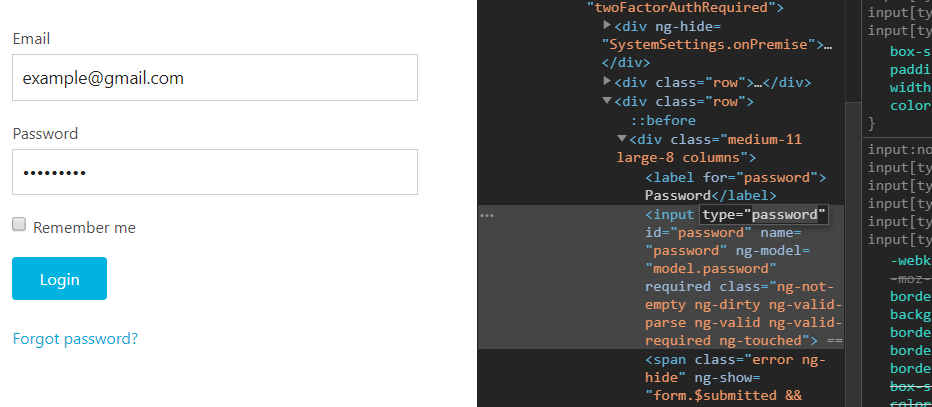 Email
example@gmail.com
Password
•••••••••
Remember me
Login
Forgot password?
"twoFactorAuthRequired">
▶<div ng-hide=
"SystemSettings.onPremise">…
</div>
▶<div class="row">…</div>
▼<div class="row">
::before
▼<div class="medium-11
large-8 columns">
<label for="password">
Password</label>
<input type="password"
id="password" name=
"password" ng-model=
"model.password"
required class="ng-not-
empty ng-dirty ng-valid-
parse ng-valid ng-valid-
required ng-touched"> ==
<span class="error ng-
hide" ng-show=
"form.$submitted &&
input[ty
input[ty
box-s
paddi
width
color
}
input:no
input[ty
input[ty
input[ty
input[ty
input[ty
-webk
-moz-
borde
backg
borde
borde
borde
box-s
color